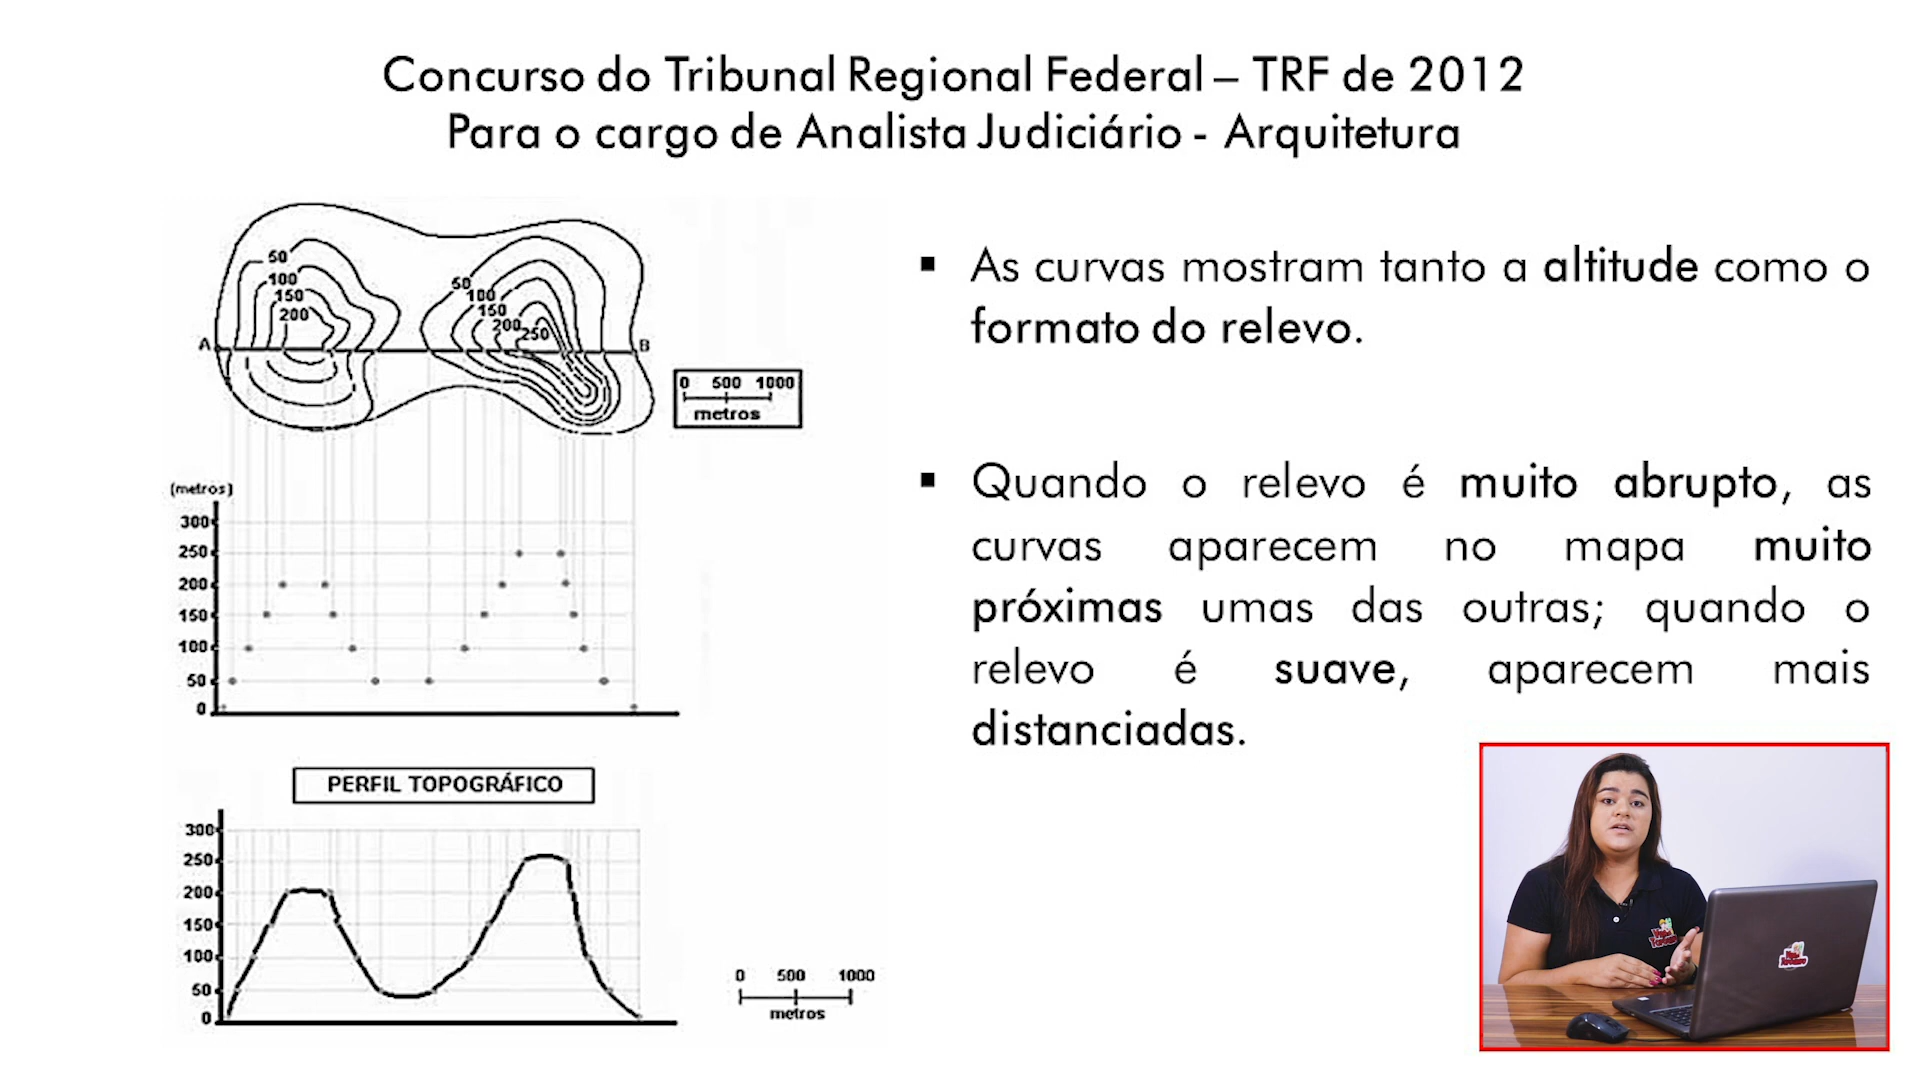 Concurso do Tribunal Regional Federal – TRF de 2012
Para o cargo de Analista Judiciário - Arquitetura
50
100
150
200
50
100
150
200
250
A
B
0 500 1000
metros
(metros)
300
250
200
150
100
50
0
PERFIL TOPOGRÁFICO
300
250
200
150
100
50
0
0 500 1000
metros
▪ As curvas mostram tanto a altitude como o
formato do relevo.
▪ Quando o relevo é muito abrupto, as
curvas aparecem no mapa muito
próximas umas das outras; quando o
relevo é suave, aparecem mais
distanciadas.